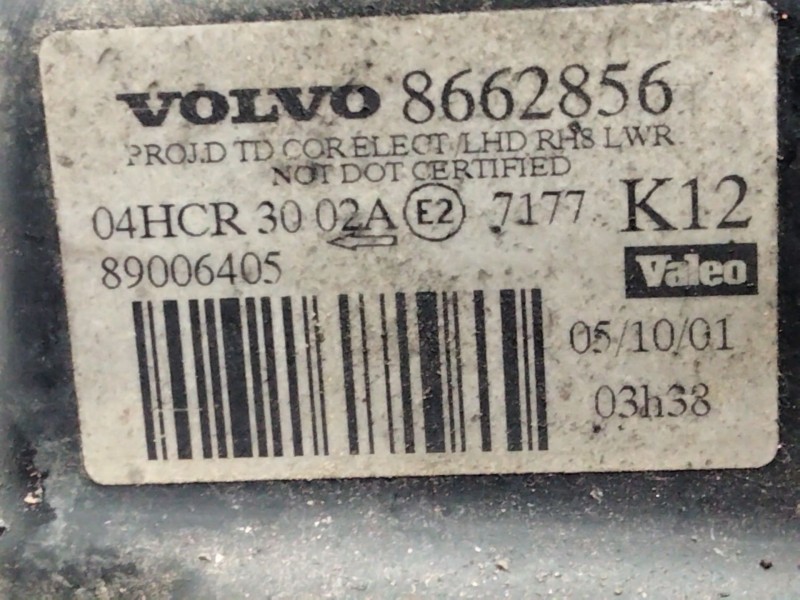 VOLVO 8662856
PROJ.D TD COR ELECT /LHD RHS LWR
NOT DOT CERTIFIED
04HCR 30 02A E2 7177 K12
89006405
Valeo
05/10/01
03h38